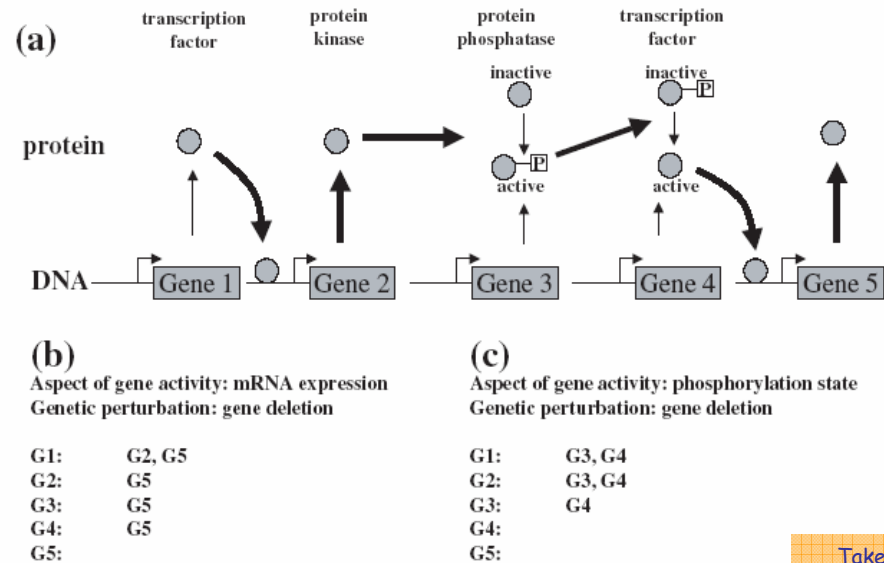 transcription factor
protein kinase
protein phosphatase
transcription factor
(a)
inactive
inactive
P
protein
P
active
active
DNA
Gene 1
Gene 2
Gene 3
Gene 4
Gene 5
(b)
Aspect of gene activity: mRNA expression
Genetic perturbation: gene deletion
G1: G2, G5
G2: G5
G3: G5
G4: G5
G5:
(c)
Aspect of gene activity: phosphorylation state
Genetic perturbation: gene deletion
G1: G3, G4
G2: G3, G4
G3: G4
G4:
G5:
Take